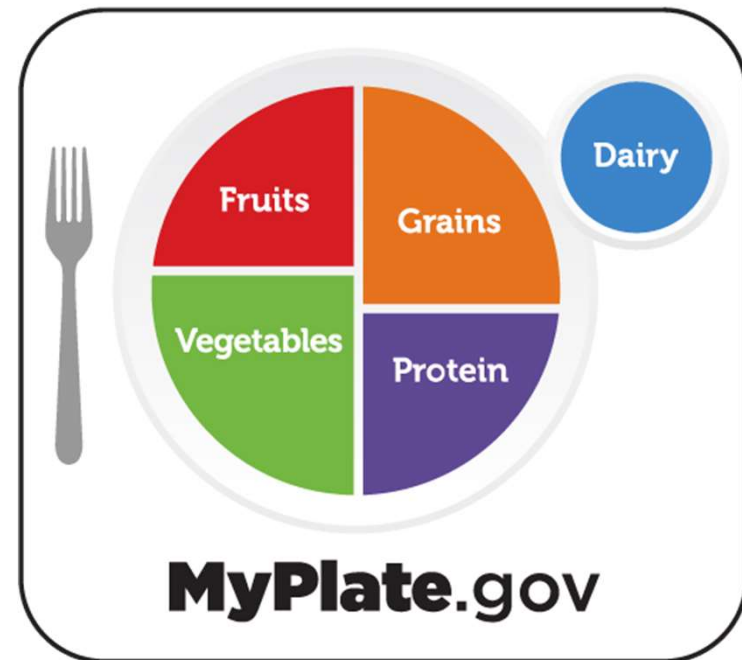 Fruits
Grains
Dairy
Vegetables
Protein
MyPlate.gov